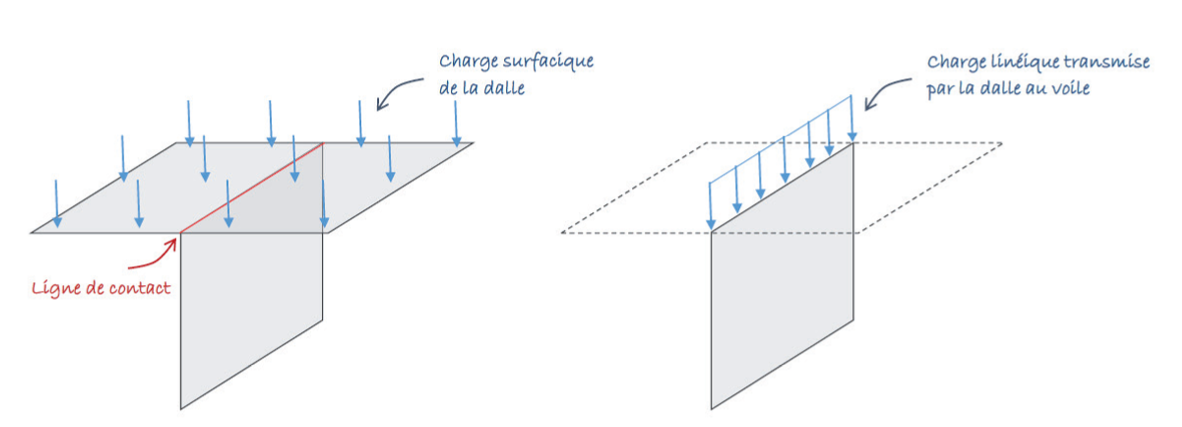 Charge surfacique
de la dalle
Charge linéique transmise
par la dalle au voile
Ligne de contact